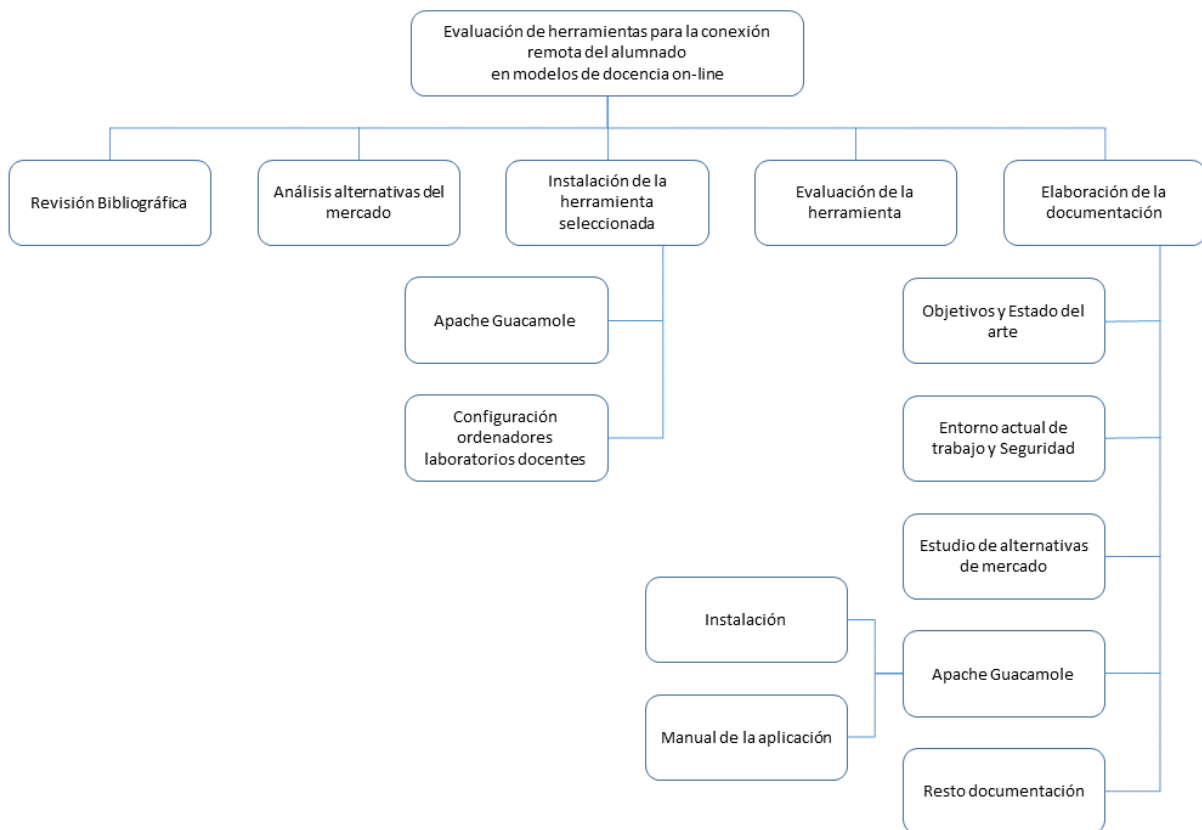 Evaluación de herramientas para la conexión
remota del alumnado
en modelos de docencia on-line
Revisión Bibliográfica
Análisis alternativas del
mercado
Instalación de la
herramienta
seleccionada
Evaluación de la
herramienta
Elaboración de la
documentación
Apache Guacamole
Configuración
ordenadores
laboratorios docentes
Objetivos y Estado del
arte
Entorno actual de
trabajo y Seguridad
Estudio de alternativas
de mercado
Instalación
Apache Guacamole
Manual de la aplicación
Resto documentación